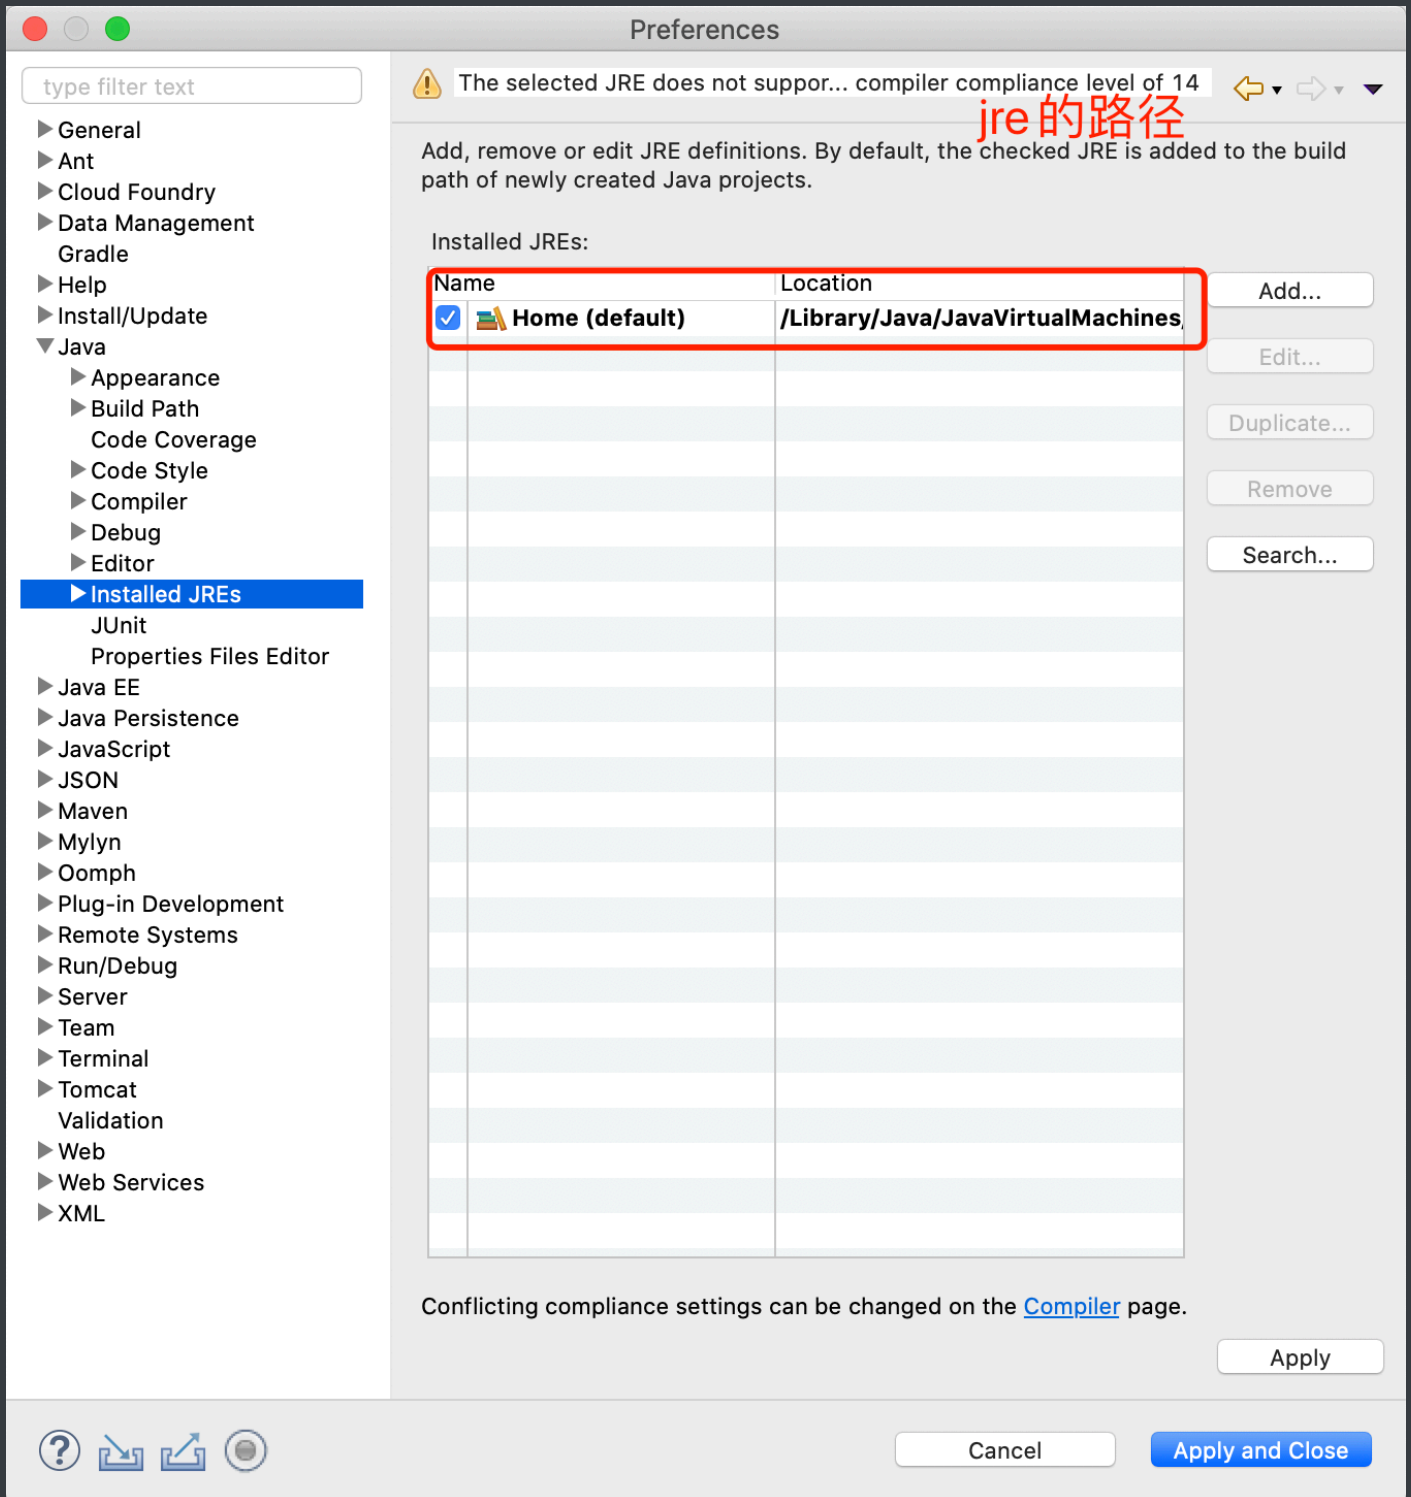 Preferences
type filter text
General
Ant
Cloud Foundry
Data Management
Gradle
Help
Install/Update
Java
Appearance
Build Path
Code Coverage
Code Style
Compiler
Debug
Editor
Installed JREs
JUnit
Properties Files Editor
Java EE
Java Persistence
JavaScript
JSON
Maven
Mylyn
Oomph
Plug-in Development
Remote Systems
Run/Debug
Server
Team
Terminal
Tomcat
Validation
Web
Web Services
XML
The selected JRE does not suppor... compiler compliance level of 14
jre的路径
Add, remove or edit JRE definitions. By default, the checked JRE is added to the build
path of newly created Java projects.
Installed JREs:
Name Location
Home (default) /Library/Java/JavaVirtualMachines/
Add...
Edit...
Duplicate...
Remove
Search...
Conflicting compliance settings can be changed on the Compiler page.
Apply
Cancel Apply and Close